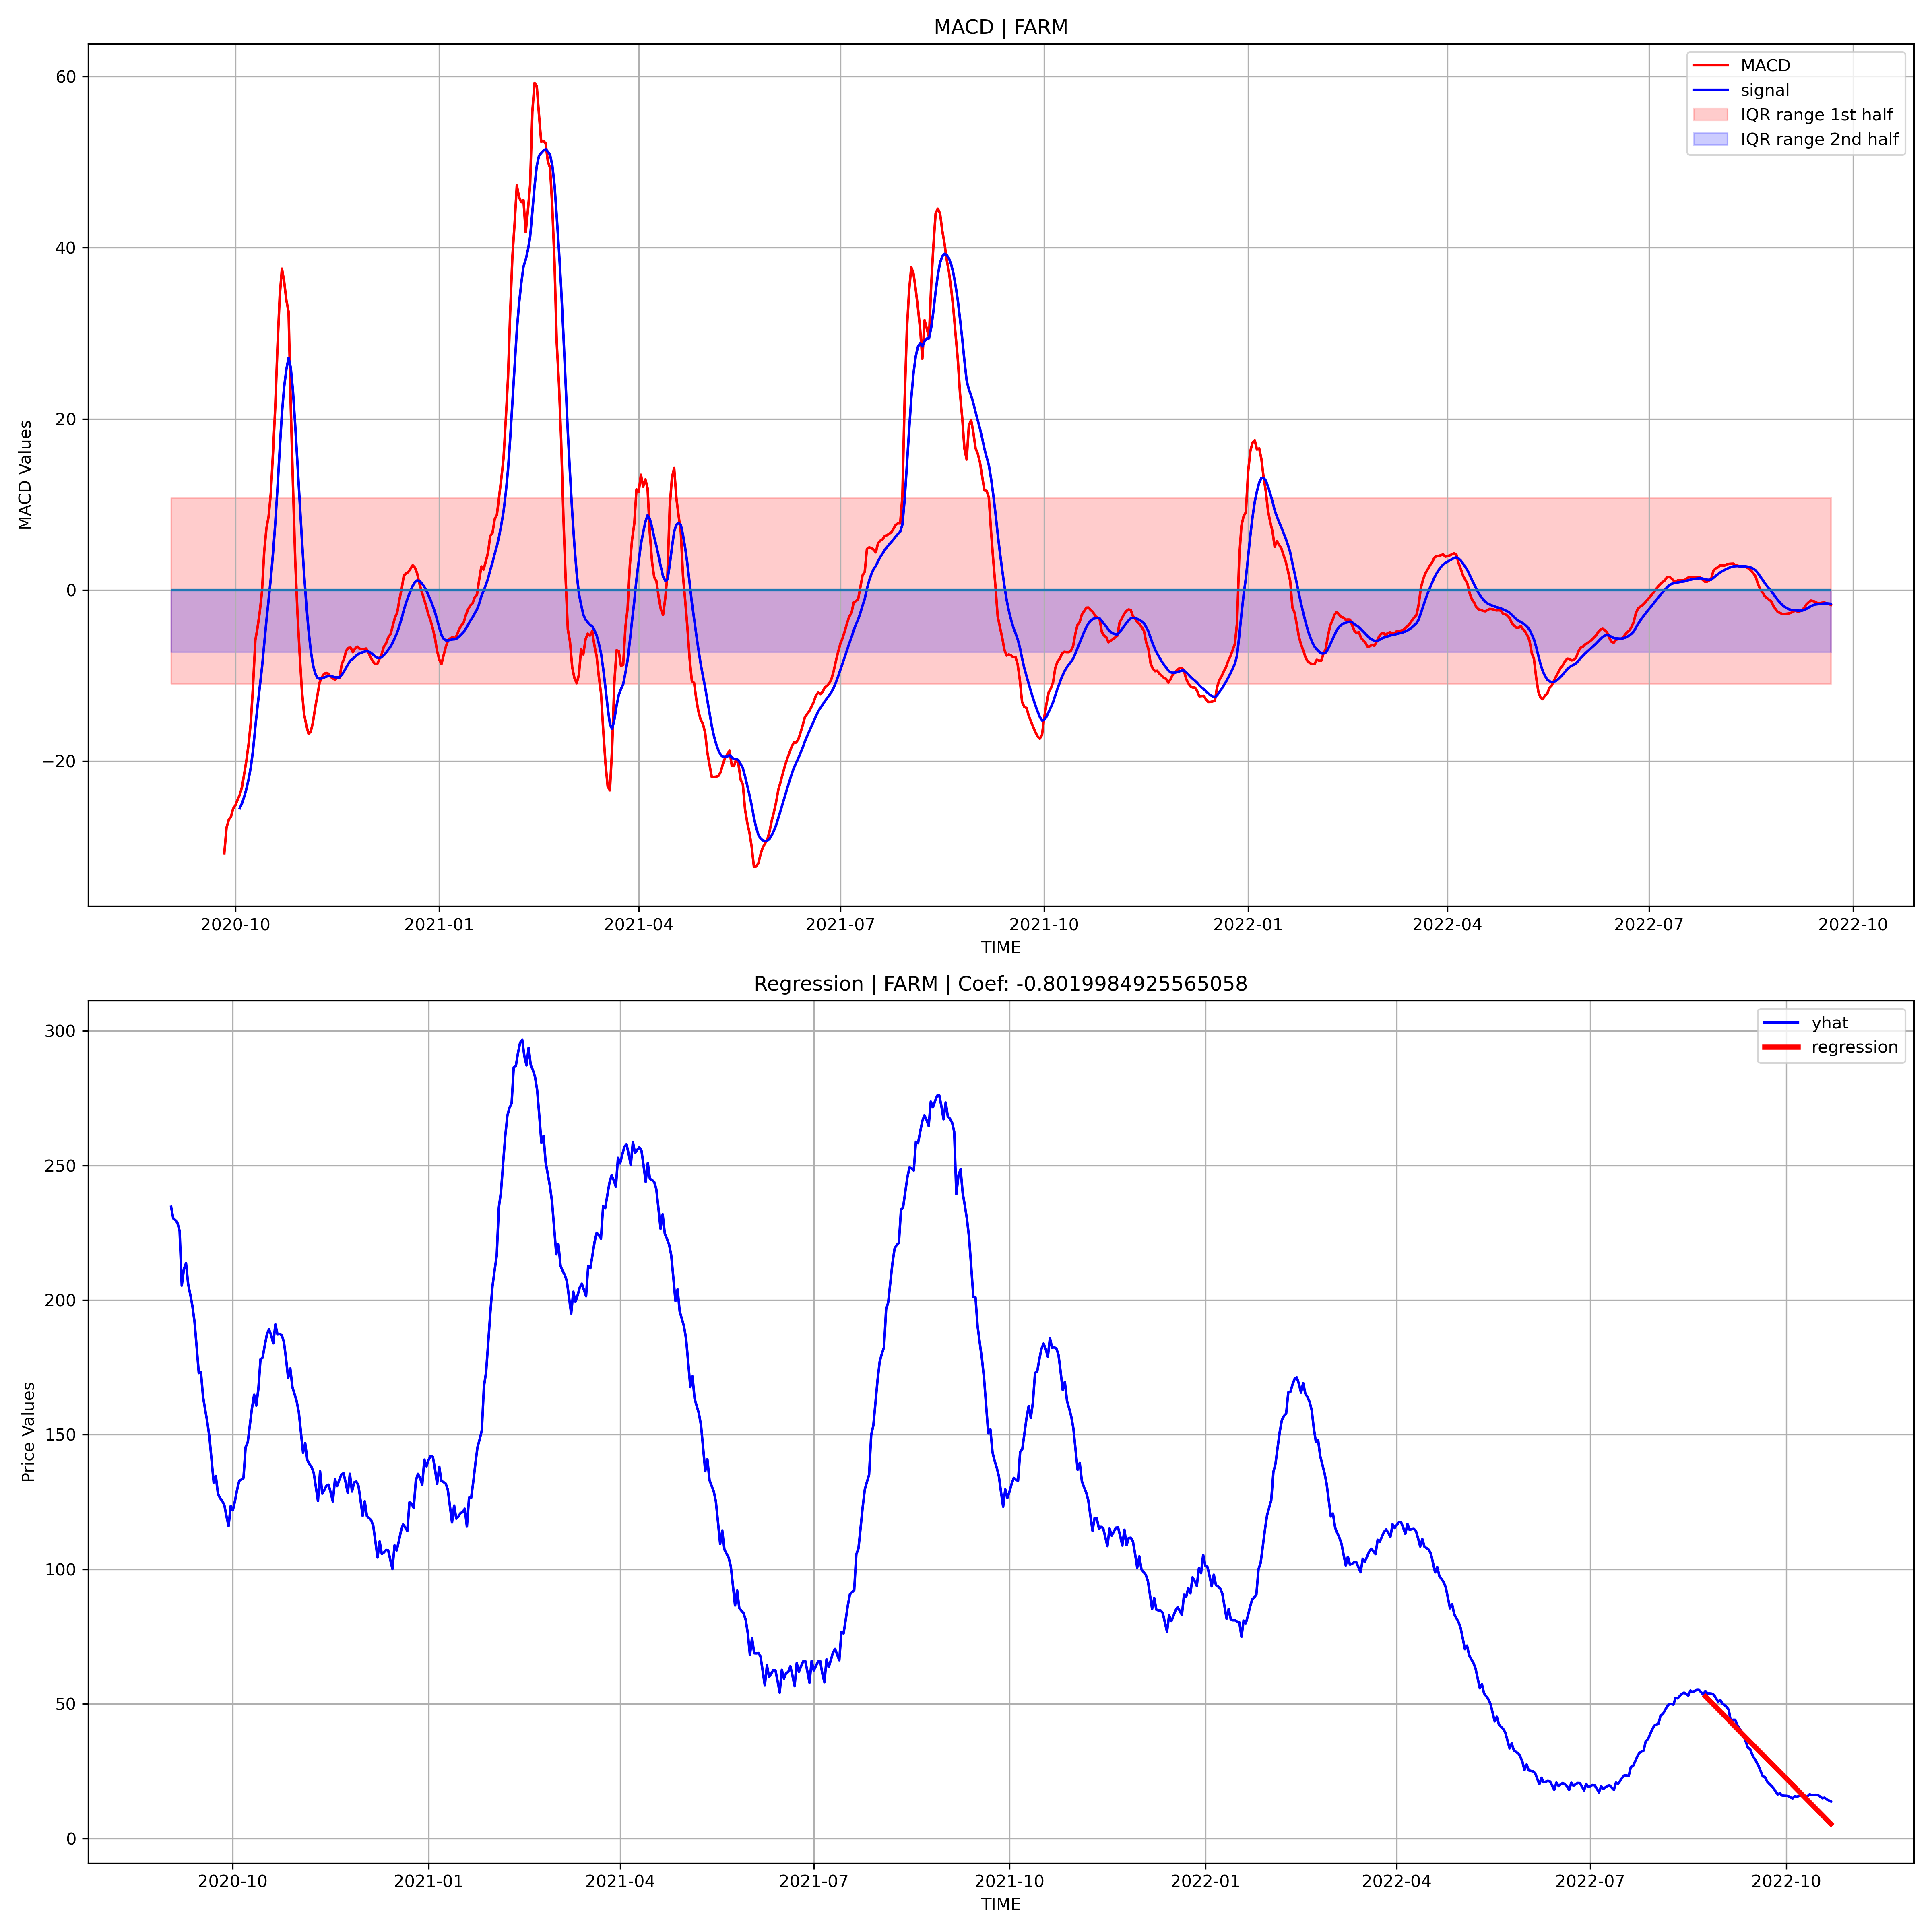 MACD | FARM
MACD Values
60
40
20
0
−20
MACD
signal
IQR range 1st half
IQR range 2nd half
2020-10 2021-01 2021-04 2021-07 2021-10 2022-01 2022-04 2022-07 2022-10
TIME
Regression | FARM | Coef: -0.8019984925565058
Price Values
300
250
200
150
100
50
0
yhat
regression
2020-10 2021-01 2021-04 2021-07 2021-10 2022-01 2022-04 2022-07 2022-10
TIME